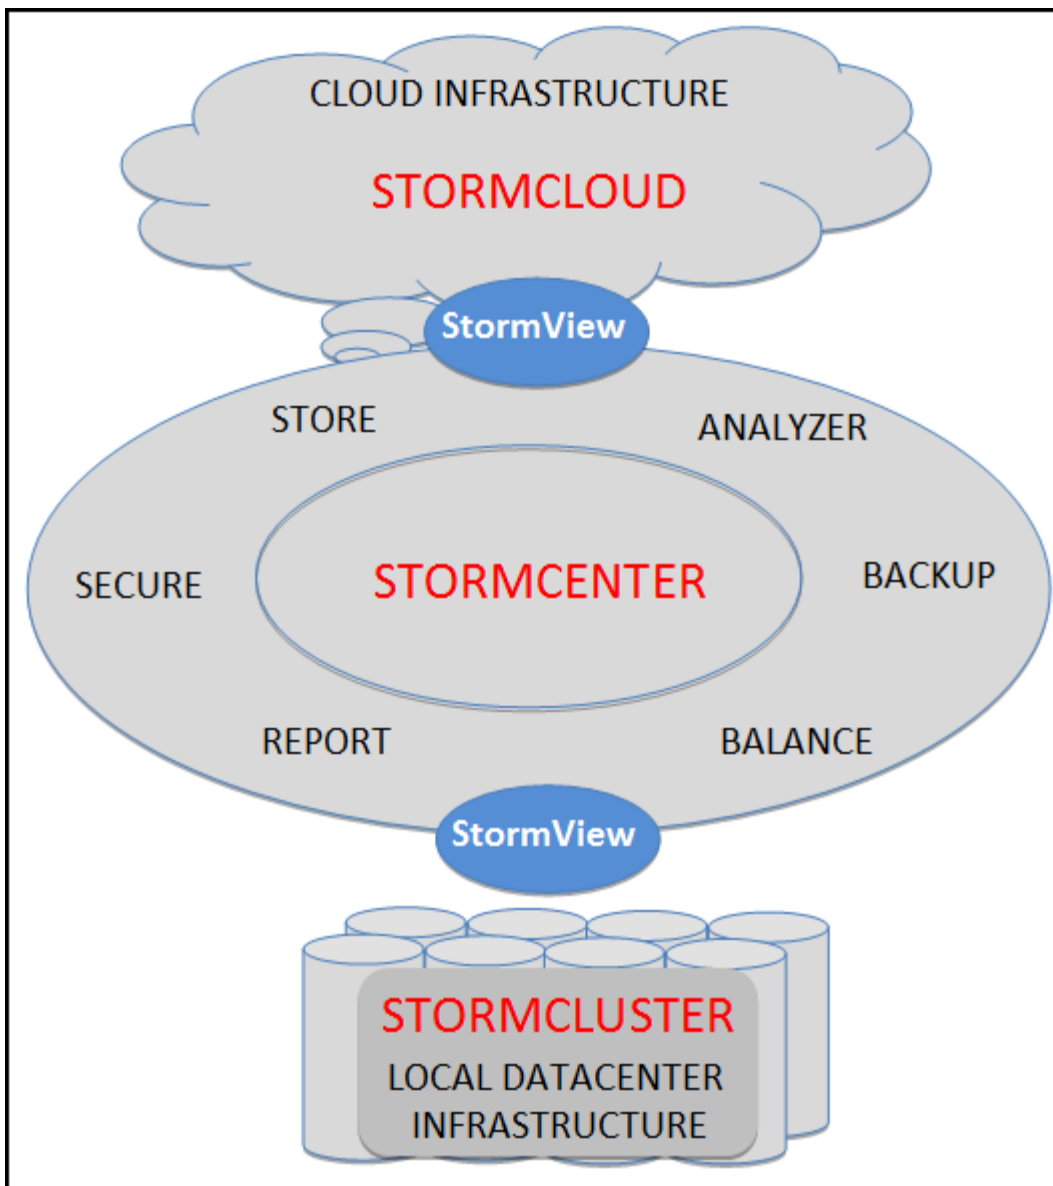 CLOUD INFRASTRUCTURE
STORMCLOUD
StormView
STORE
ANALYZER
SECURE
STORMCENTER
BACKUP
REPORT
BALANCE
StormView
STORMCLUSTER
LOCAL DATACENTER
INFRASTRUCTURE